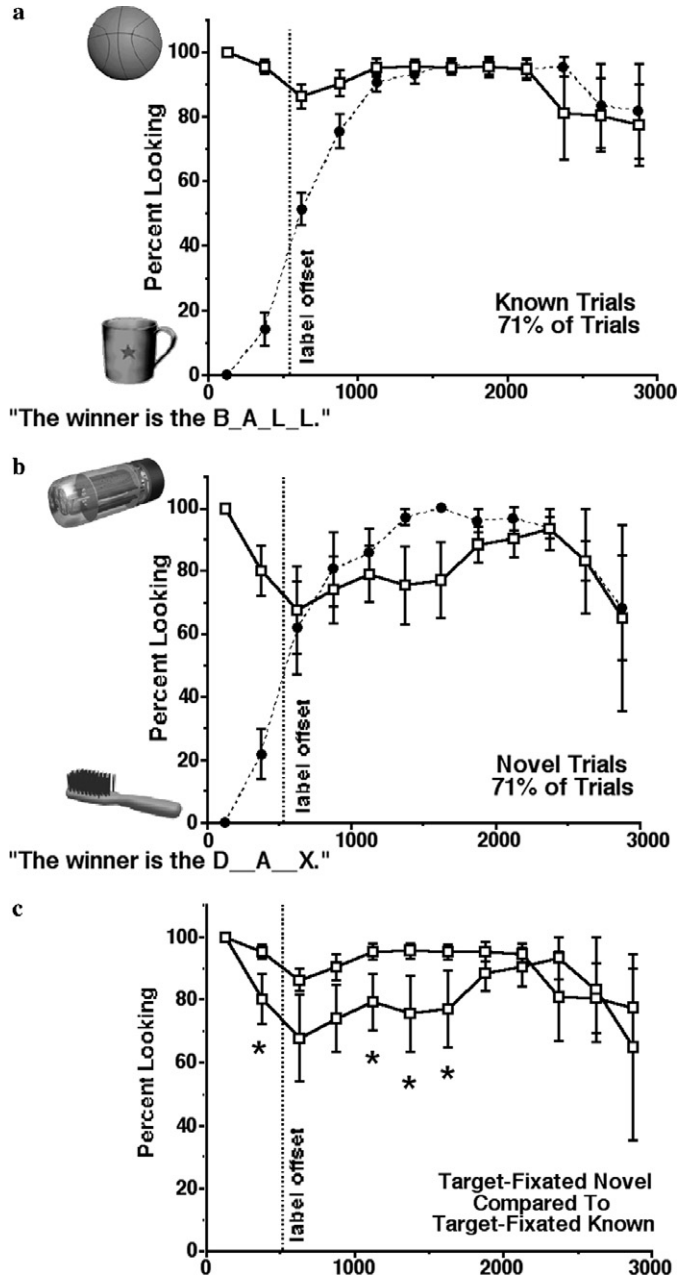 a
100
80
60
40
20
0
Percent Looking
label offset
Known Trials
71% of Trials
0 1000 2000 3000
"The winner is the B_A_L_L."
b
100
80
60
40
20
0
Percent Looking
label offset
Novel Trials
71% of Trials
0 1000 2000 3000
"The winner is the D__A__X."
c
100
80
60
40
20
0
Percent Looking
* * * *
label offset
Target-Fixated Novel
Compared To
Target-Fixated Known
0 1000 2000 3000